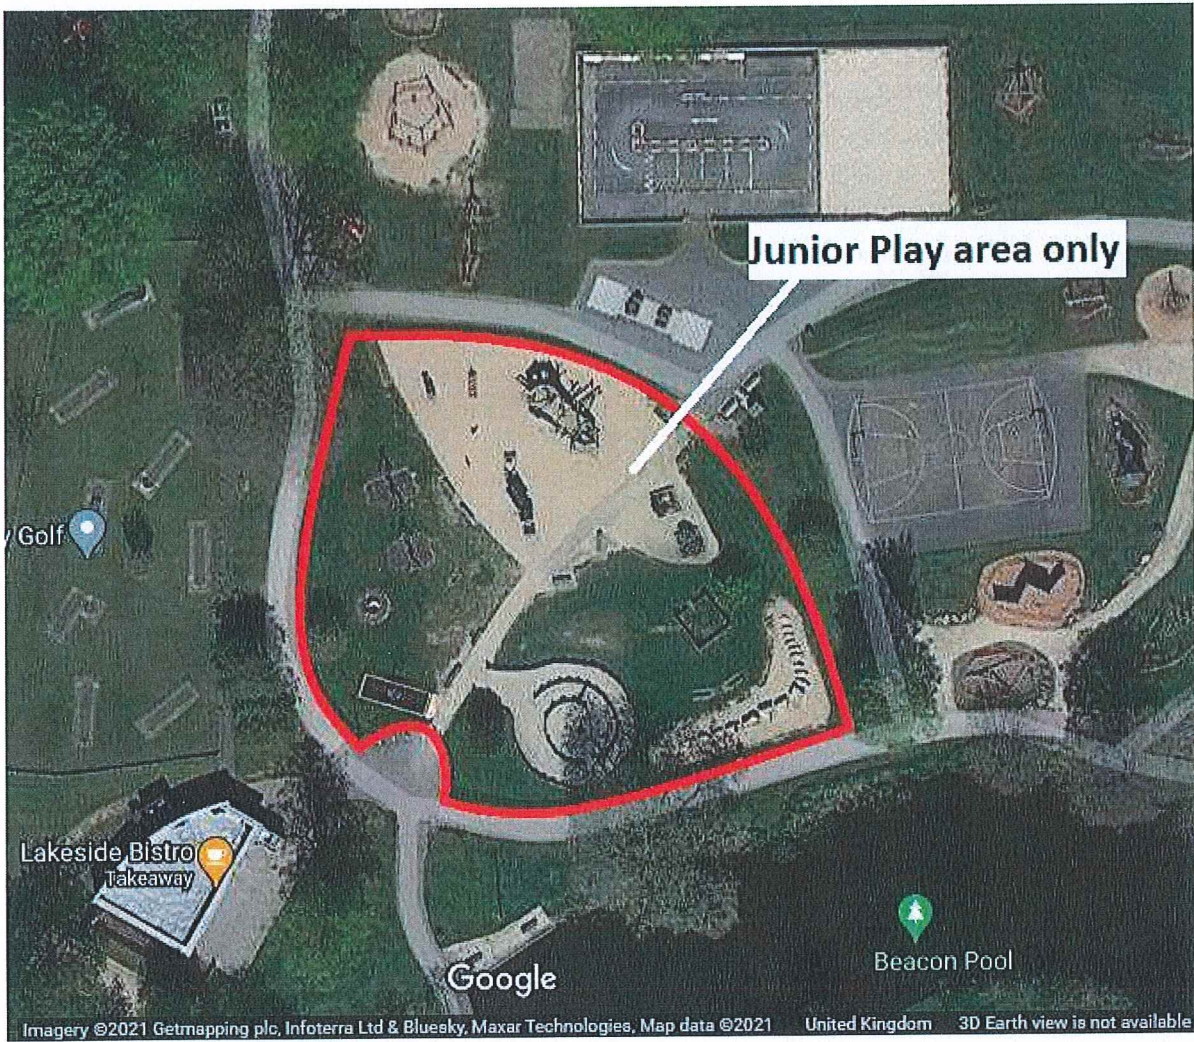 Junior Play area only
y Golf
Lakeside Bistro
Takeaway
Beacon Pool
Google
Imagery ©2021 Getmapping plc, Infoterra Ltd & Bluesky, Maxar Technologies, Map data ©2021 United Kingdom 3D Earth view is not available